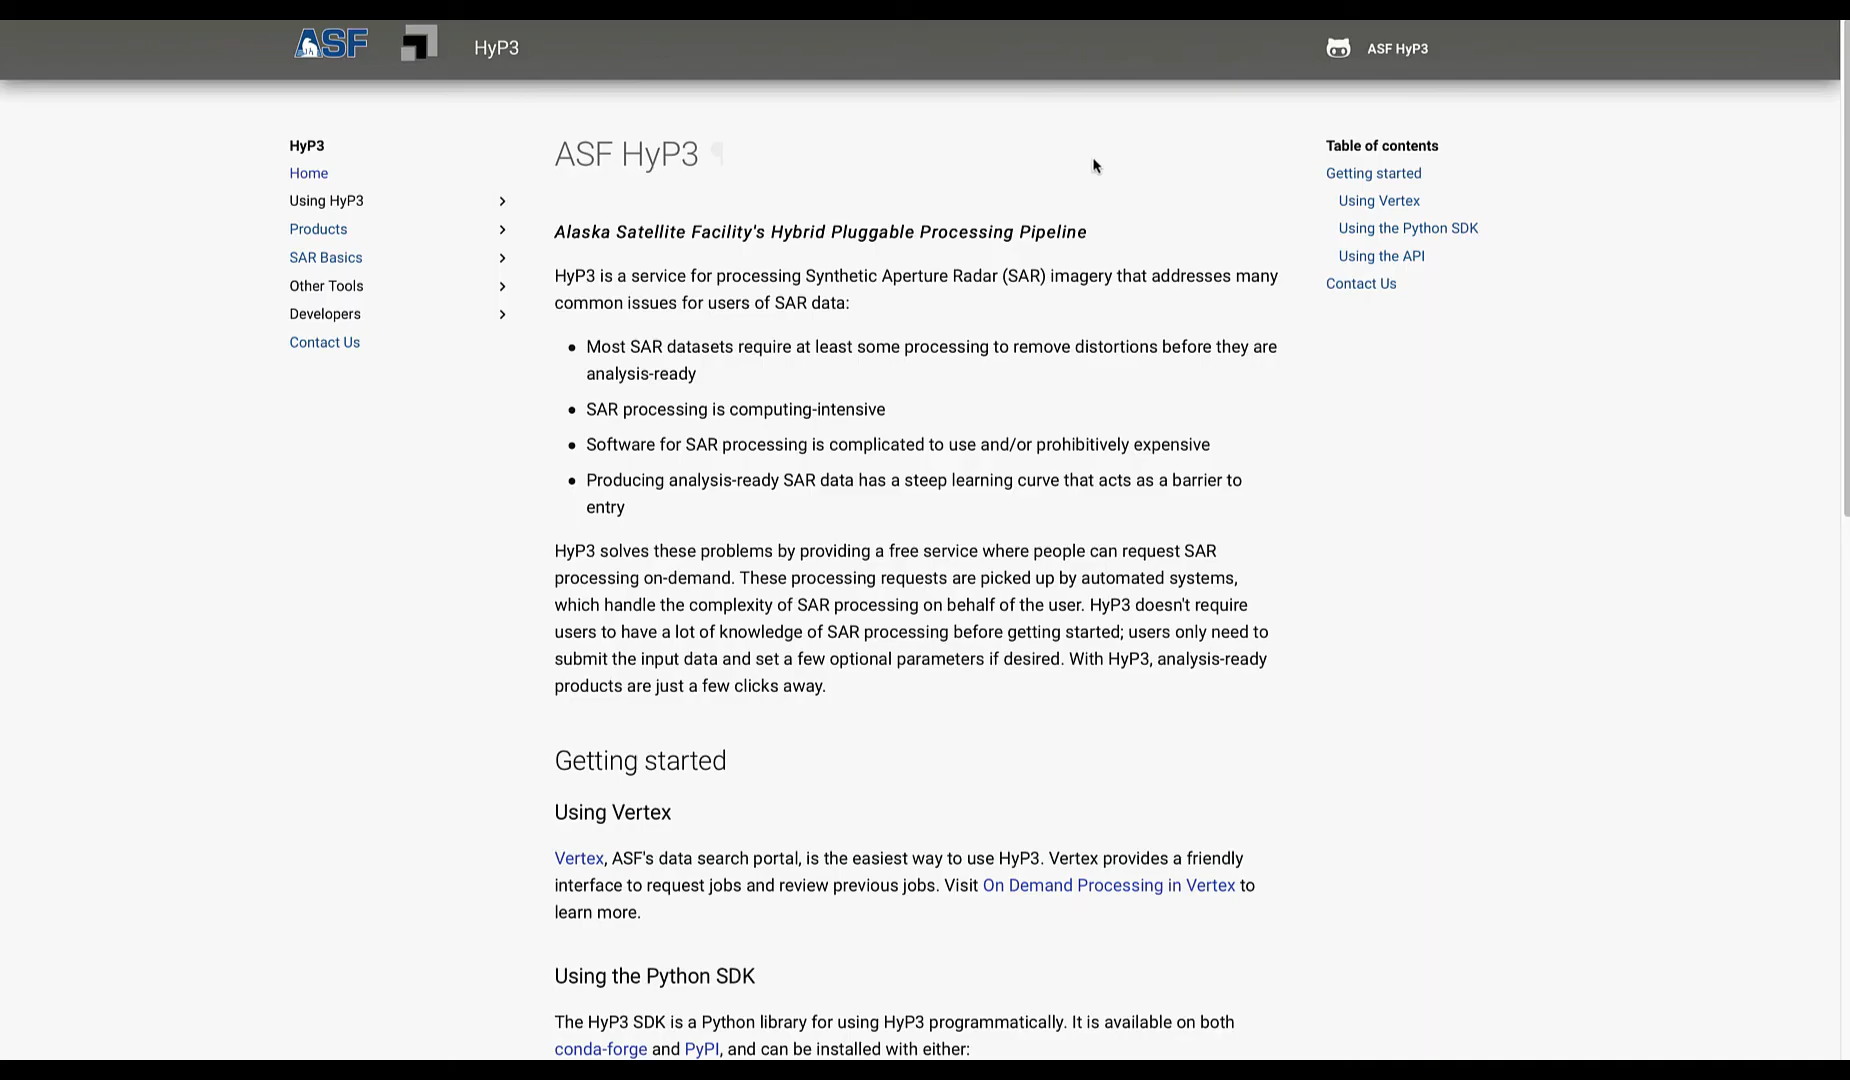 ASF
HyP3
ASF HyP3
HyP3
Home
Using HyP3
Products
SAR Basics
Other Tools
Developers
Contact Us
ASF HyP3 ¶
Alaska Satellite Facility's Hybrid Pluggable Processing Pipeline
HyP3 is a service for processing Synthetic Aperture Radar (SAR) imagery that addresses many
common issues for users of SAR data:
Most SAR datasets require at least some processing to remove distortions before they are
analysis-ready
SAR processing is computing-intensive
Software for SAR processing is complicated to use and/or prohibitively expensive
Producing analysis-ready SAR data has a steep learning curve that acts as a barrier to
entry
HyP3 solves these problems by providing a free service where people can request SAR
processing on-demand. These processing requests are picked up by automated systems,
which handle the complexity of SAR processing on behalf of the user. HyP3 doesn't require
users to have a lot of knowledge of SAR processing before getting started; users only need to
submit the input data and set a few optional parameters if desired. With HyP3, analysis-ready
products are just a few clicks away.
Getting started
Using Vertex
Vertex, ASF's data search portal, is the easiest way to use HyP3. Vertex provides a friendly
interface to request jobs and review previous jobs. Visit On Demand Processing in Vertex to
learn more.
Using the Python SDK
The HyP3 SDK is a Python library for using HyP3 programmatically. It is available on both
conda-forge and PyPI, and can be installed with either:
Table of contents
Getting started
Using Vertex
Using the Python SDK
Using the API
Contact Us